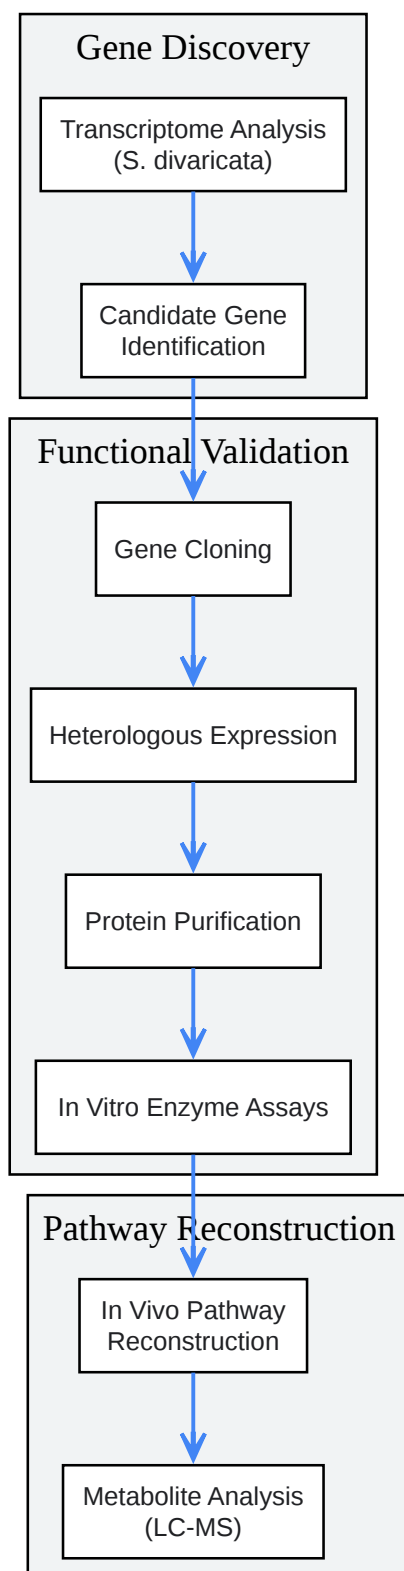 Gene Discovery
Transcriptome Analysis
(S. divaricata)
Candidate Gene
Identification
Functional Validation
Gene Cloning
Heterologous Expression
Protein Purification
In Vitro Enzyme Assays
Pathway Reconstruction
In Vivo Pathway
Reconstruction
Metabolite Analysis
(LC-MS)